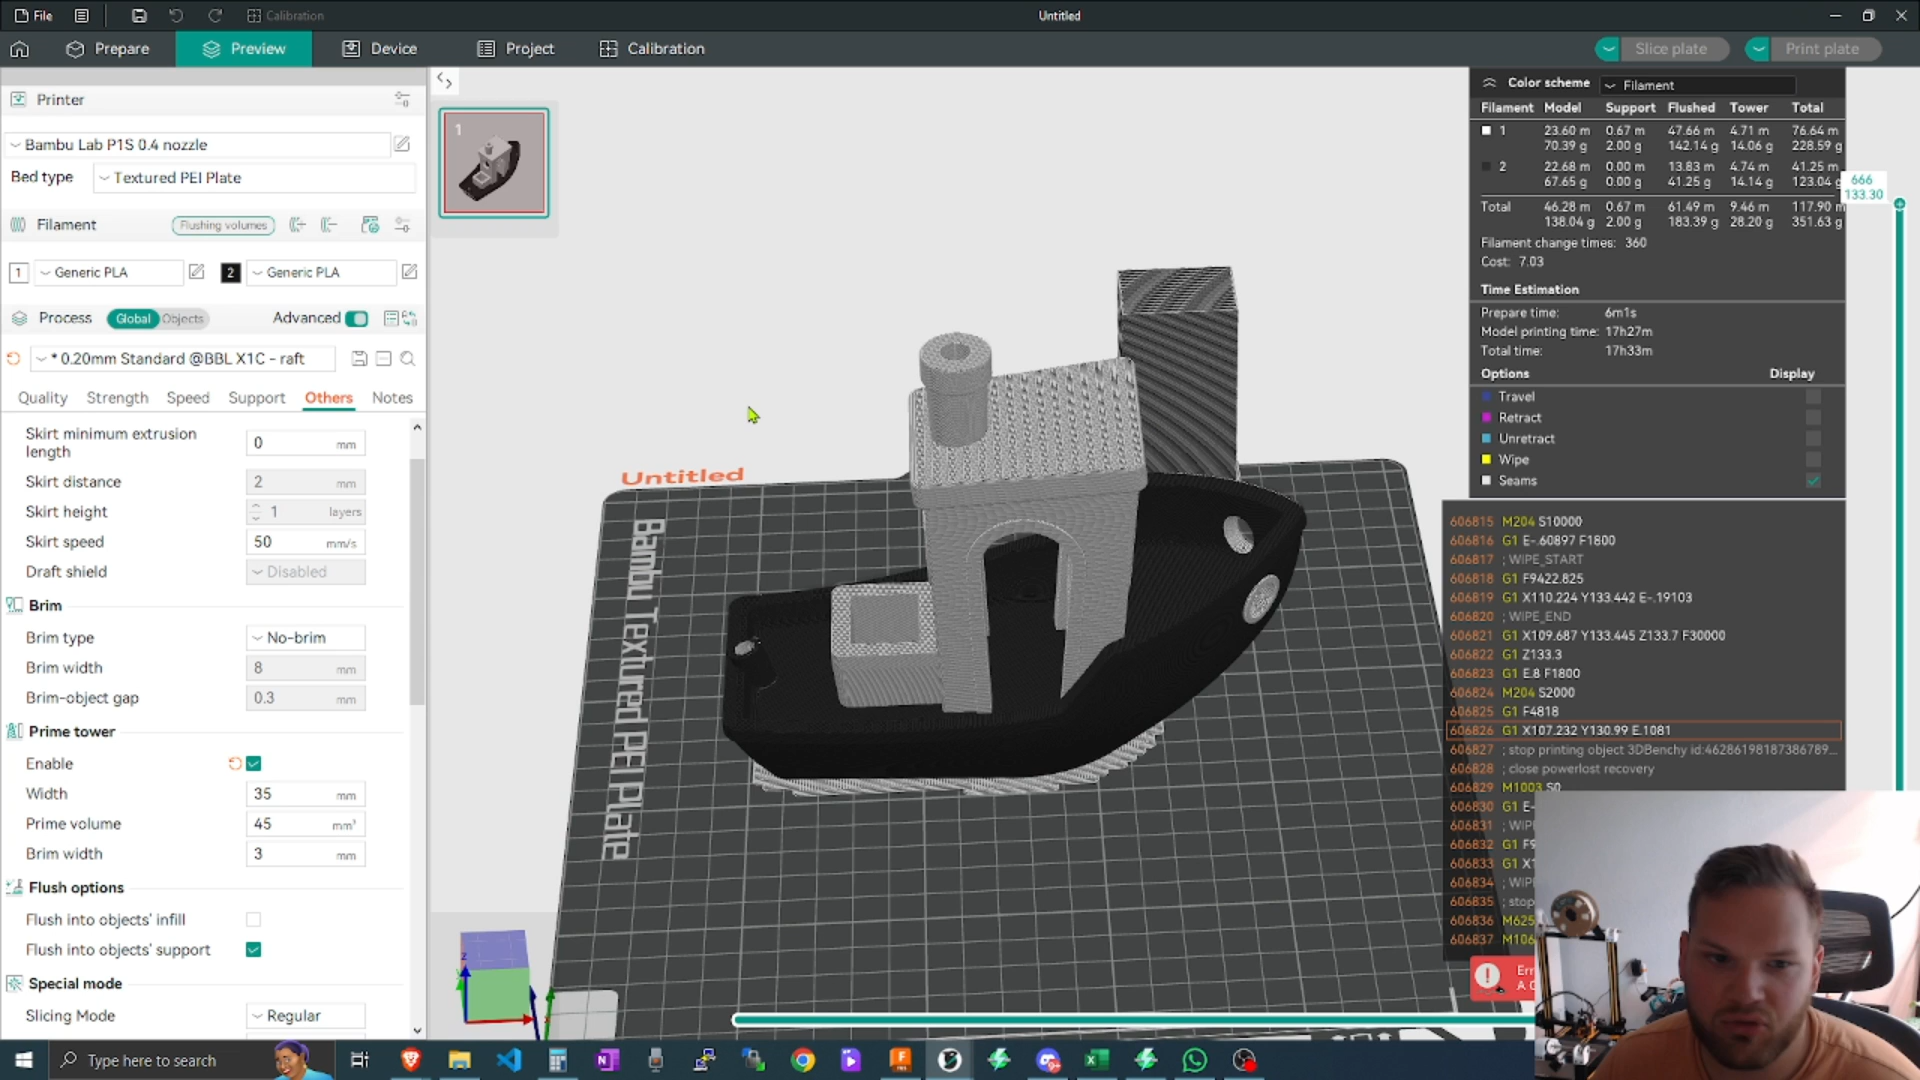 File
Calibration
Untitled
Prepare
Preview
Device
Project
Calibration
Slice plate
Print plate
Printer
Bambu Lab P1S 0.4 nozzle
Bed type
Textured PEI Plate
Filament
Flushing volumes
1
Generic PLA
2
Generic PLA
Process
Global
Objects
Advanced
* 0.20mm Standard @BBL X1C - raft
Quality
Strength
Speed
Support
Others
Notes
Skirt minimum extrusion
length
0 mm
Skirt distance
2 mm
Skirt height
1 layers
Skirt speed
50 mm/s
Draft shield
Disabled
Brim
Brim type
No-brim
Brim width
8 mm
Brim-object gap
0.3 mm
Prime tower
Enable
Width
35 mm
Prime volume
45 mm³
Brim width
3 mm
Flush options
Flush into objects' infill
Flush into objects' support
Special mode
Slicing Mode
Regular
1
Untitled
Bambu Textured PEI Plate
Color scheme
Filament
Filament Model Support Flushed Tower Total
1 23.60 m 0.67 m 47.66 m 4.71 m 76.64 m
70.39 g 2.00 g 142.14 g 14.06 g 228.59 g
2 22.68 m 0.00 m 13.83 m 4.74 m 41.25 m
67.65 g 0.00 g 41.25 g 14.14 g 123.04 g
Total 46.28 m 0.67 m 61.49 m 9.46 m 117.90 m
138.04 g 2.00 g 183.39 g 28.20 g 351.63 g
Filament change times: 360
Cost: 7.03
Time Estimation
Prepare time: 6m1s
Model printing time: 17h27m
Total time: 17h33m
Options Display
Travel
Retract
Unretract
Wipe
Seams
666
133.30
606815 M204 S10000
606816 G1 E-.60897 F1800
606817 ; WIPE_START
606818 G1 F9422.825
606819 G1 X110.224 Y133.442 E-.19103
606820 ; WIPE_END
606821 G1 X109.687 Y133.445 Z133.7 F30000
606822 G1 Z133.3
606823 G1 E.8 F1800
606824 M204 S2000
606825 G1 F4818
606826 G1 X107.232 Y130.99 E.1081
606827 ; stop printing object 3DBenchy id:46286198187386789...
606828 ; close powerlost recovery
606829 M1003 S0
606830 G1 E-
606831 ; WIP
606832 G1 F9
606833 G1 X1
606834 ; WIP
606835 ; stop
606836 M625
606837 M106
Err
A
Type here to search